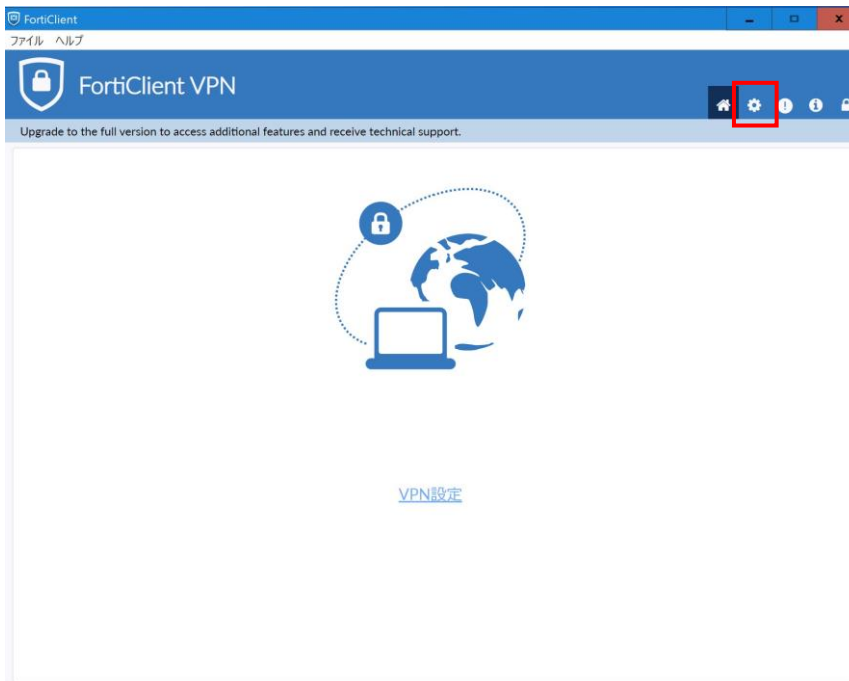 FortiClient
ファイル ヘルプ
FortiClient VPN
Upgrade to the full version to access additional features and receive technical support.
VPN設定